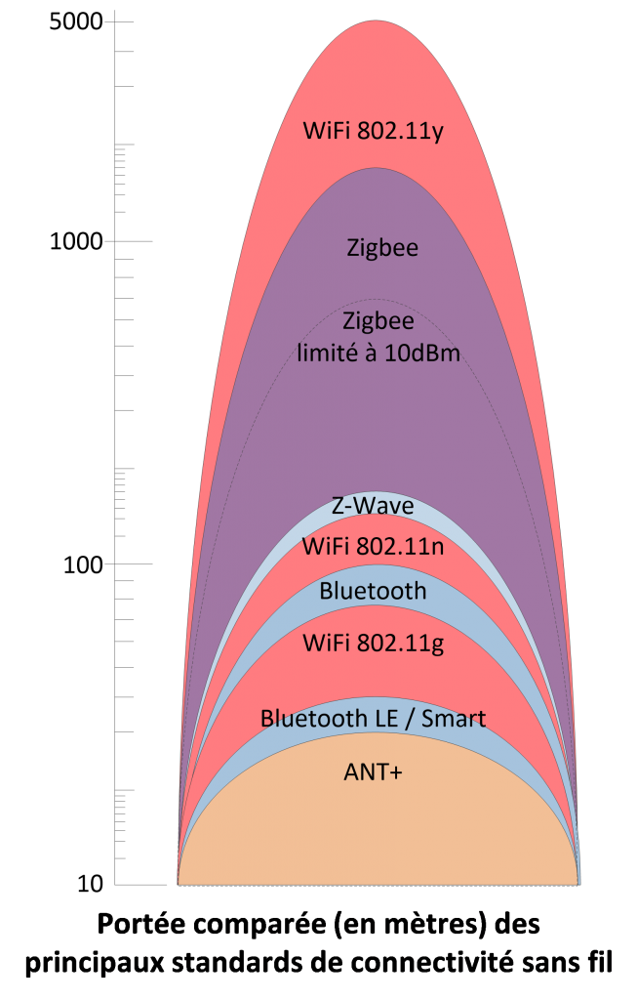 5000
WiFi 802.11y
1000
Zigbee
Zigbee
limité à 10dBm
Z-Wave
WiFi 802.11n
100
Bluetooth
WiFi 802.11g
Bluetooth LE / Smart
ANT+
10
Portée comparée (en mètres) des
principaux standards de connectivité sans fil